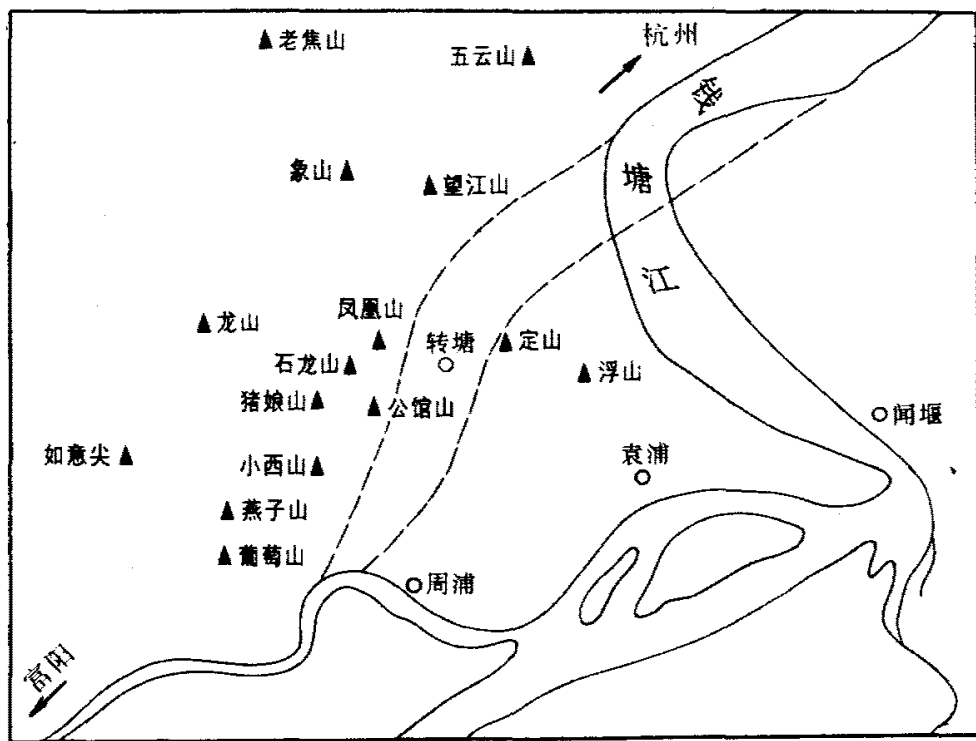 老焦山
五云山
杭州
钱
塘
江
象山
望江山
凤凰山
龙山
转塘
定山
石龙山
浮山
猪娘山
公馆山
闻堰
如意尖
小西山
袁浦
燕子山
葡萄山
周浦
富阳